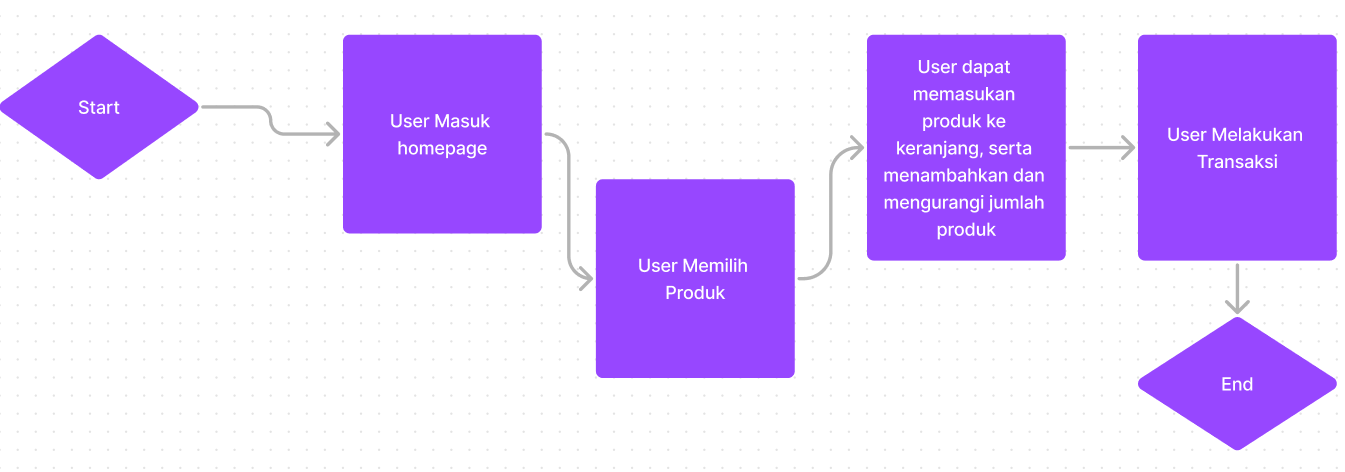 Start
User Masuk
homepage
User Memilih
Produk
User dapat
memasukan
produk ke
keranjang, serta
menambahkan dan
mengurangi jumlah
produk
User Melakukan
Transaksi
End